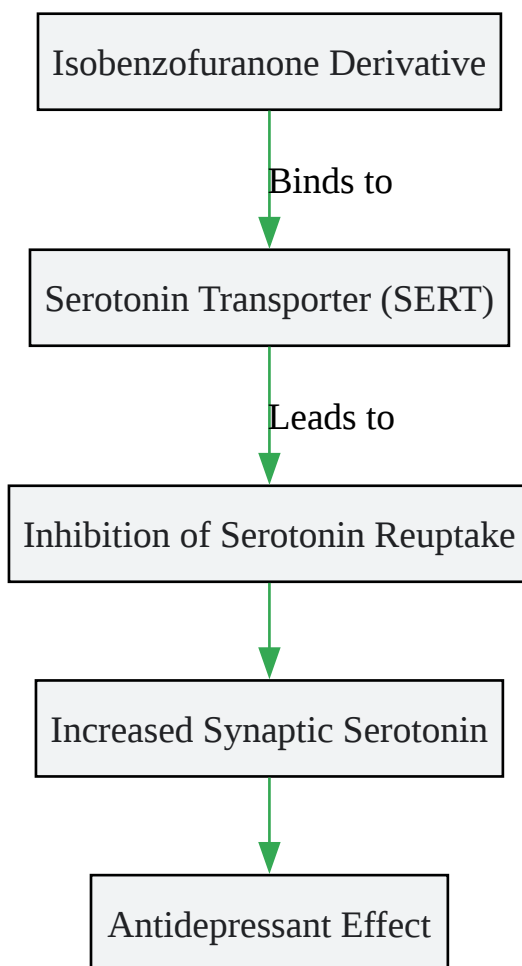 Isobenzofuranone Derivative
Binds to
Serotonin Transporter (SERT)
Leads to
Inhibition of Serotonin Reuptake
Increased Synaptic Serotonin
Antidepressant Effect